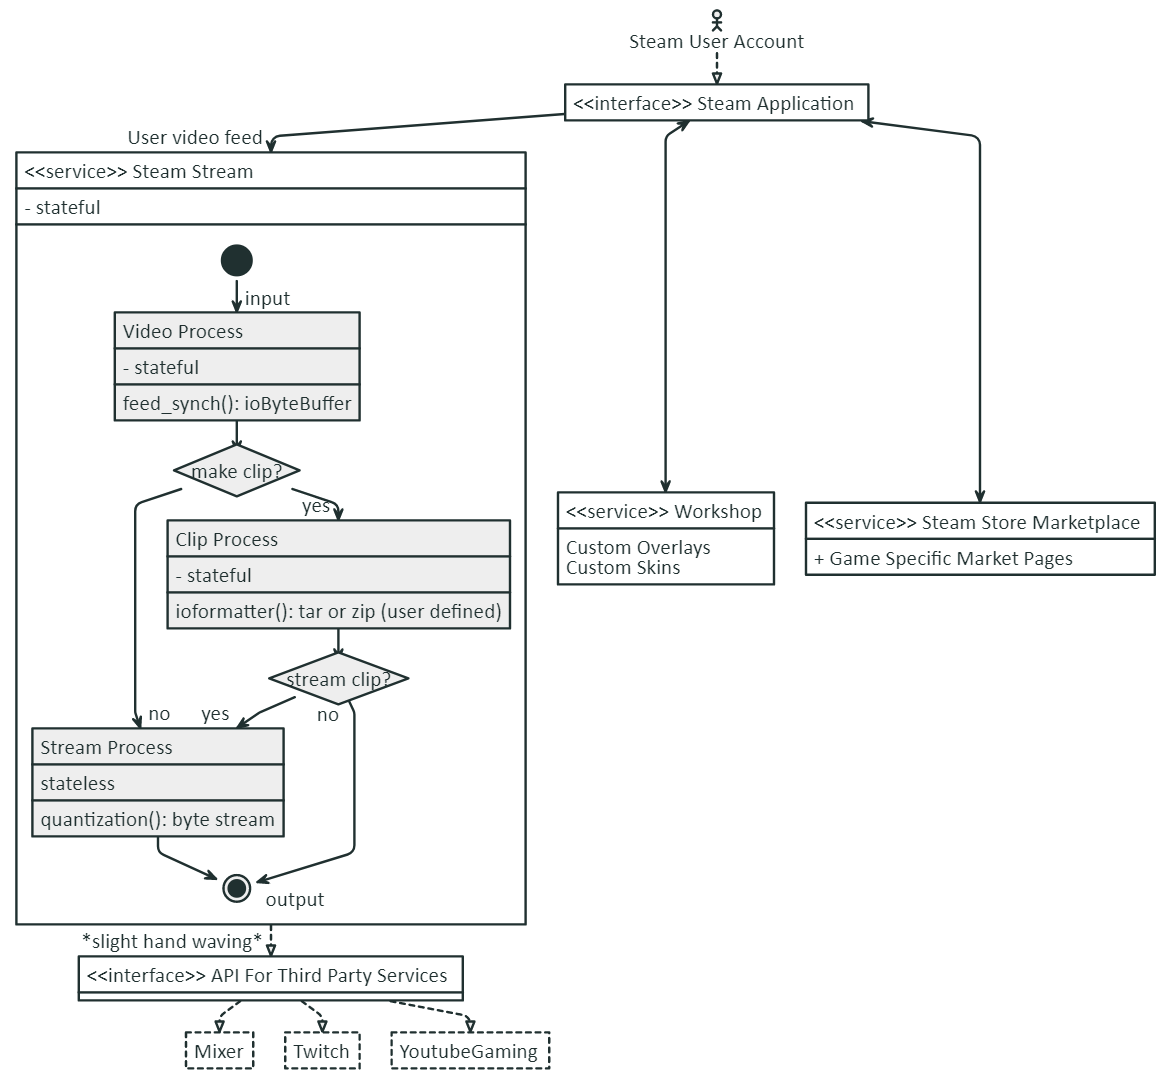 Steam User Account
<<interface>> Steam Application
User video feed
<<service>> Steam Stream
- stateful
input
Video Process
- stateful
feed_synch(): ioByteBuffer
make clip?
yes
Clip Process
- stateful
ioformatter(): tar or zip (user defined)
stream clip?
no
yes
no
Stream Process
stateless
quantization(): byte stream
output
<<service>> Workshop
Custom Overlays
Custom Skins
<<service>> Steam Store Marketplace
+ Game Specific Market Pages
*slight hand waving*
<<interface>> API For Third Party Services
Mixer
Twitch
YoutubeGaming